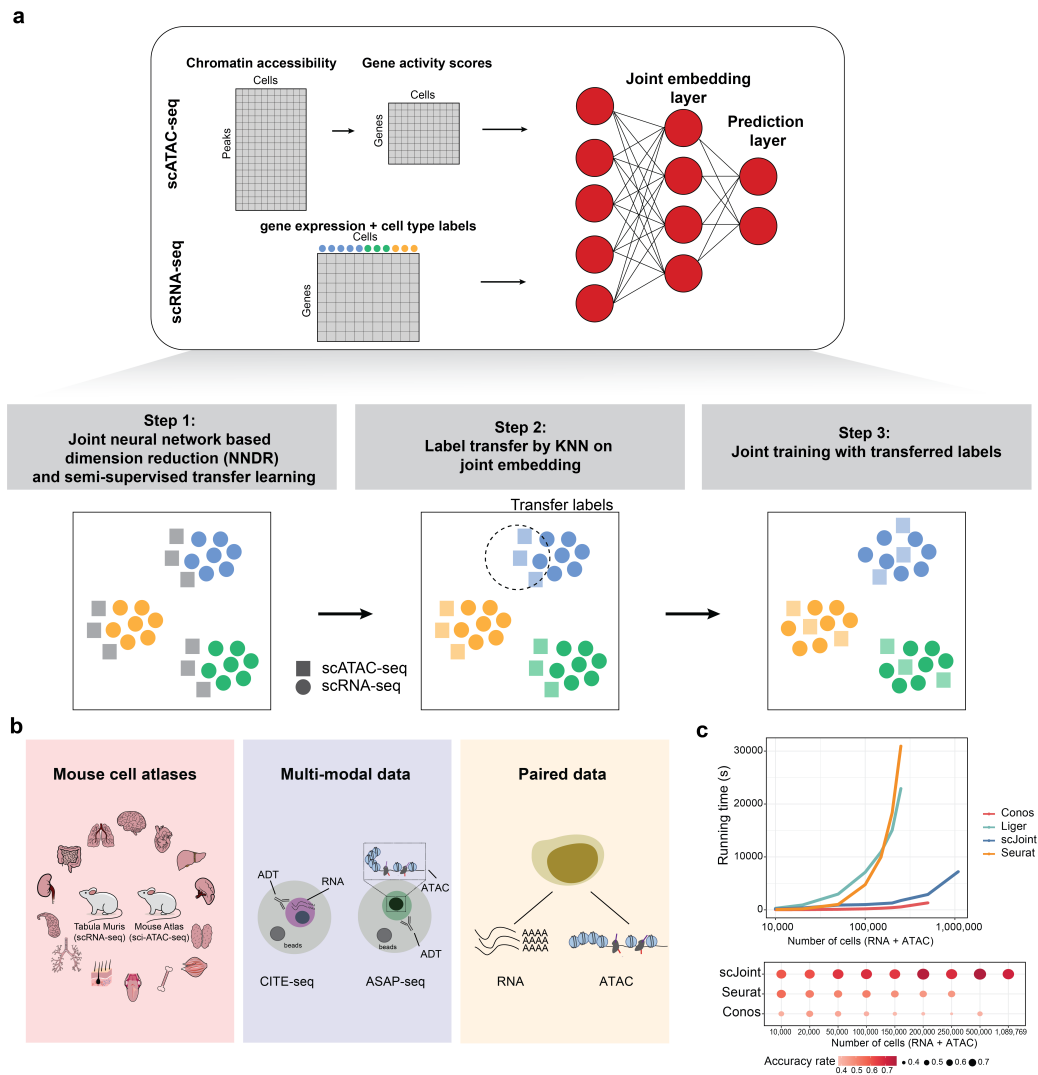 a
scATAC-seq
Chromatin accessibility
Cells
Peaks
Gene activity scores
Cells
Genes
Joint embedding
layer
Prediction
layer
scRNA-seq
gene expression + cell type labels
Cells
Genes
Step 1:
Joint neural network based
dimension reduction (NNDR)
and semi-supervised transfer learning
Step 2:
Label transfer by KNN on
joint embedding
Step 3:
Joint training with transferred labels
Transfer labels
scATAC-seq
scRNA-seq
b
Mouse cell atlases
Tabula Muris
(scRNA-seq)
Mouse Atlas
(sci-ATAC-seq)
Multi-modal data
ADT
RNA
beads
CITE-seq
ATAC
ADT
beads
ASAP-seq
Paired data
AAAA
AAAA
AAAA
RNA
ATAC
c
Running time (s)
30000
20000
10000
0
10,000
100,000
1,000,000
Number of cells (RNA + ATAC)
Conos
Liger
scJoint
Seurat
scJoint
Seurat
Conos
10,000 20,000 50,000 100,000 150,000 200,000 250,000 500,000 1,089,769
Number of cells (RNA + ATAC)
Accuracy rate
0.4 0.5 0.6 0.7
0.4 0.5 0.6 0.7